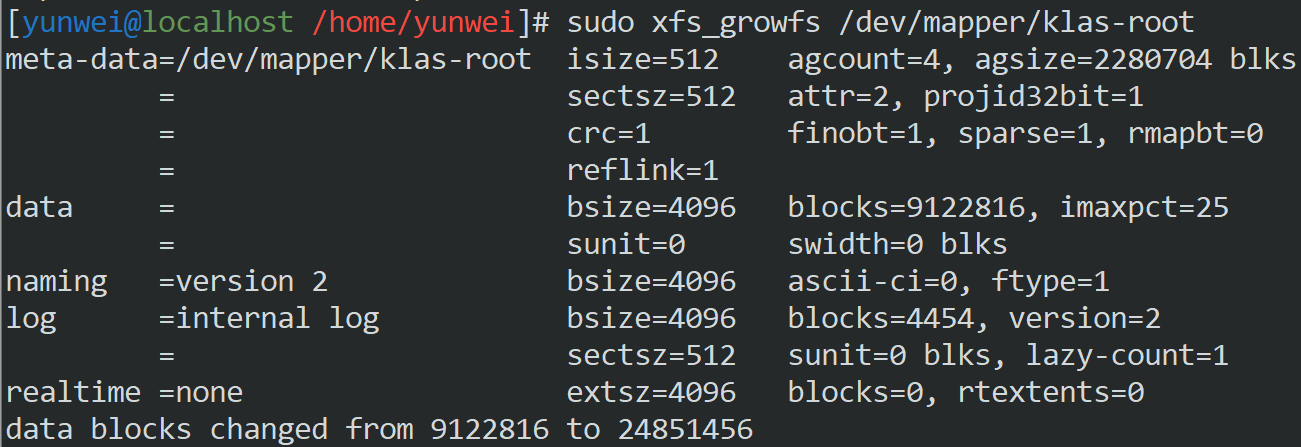 [yunwei@localhost /home/yunwei]# sudo xfs_growfs /dev/mapper/klas-root
meta-data=/dev/mapper/klas-root  isize=512    agcount=4, agsize=2280704 blks
         =                       sectsz=512   attr=2, projid32bit=1
         =                       crc=1        finobt=1, sparse=1, rmapbt=0
         =                       reflink=1
data     =                       bsize=4096   blocks=9122816, imaxpct=25
         =                       sunit=0      swidth=0 blks
naming   =version 2              bsize=4096   ascii-ci=0, ftype=1
log      =internal log           bsize=4096   blocks=4454, version=2
         =                       sectsz=512   sunit=0 blks, lazy-count=1
realtime =none                   extsz=4096   blocks=0, rtextents=0
data blocks changed from 9122816 to 24851456